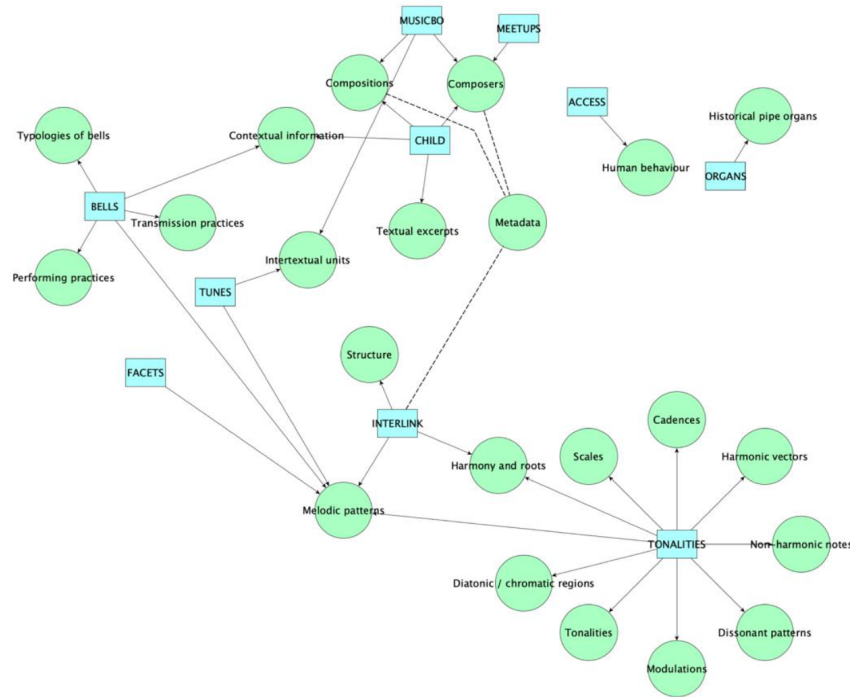 MUSICBO
MEETUPS
Compositions
Composers
ACCESS
Historical pipe organs
Typologies of bells
Contextual information
CHILD
Human behaviour
ORGANS
BELLS
Transmission practices
Textual excerpts
Metadata
Intertextual units
Performing practices
TUNES
Structure
FACETS
INTERLINK
Cadences
Scales
Harmonic vectors
Harmony and roots
Melodic patterns
TONALITIES
Non-harmonic notes
Diatonic / chromatic regions
Tonalities
Dissonant patterns
Modulations